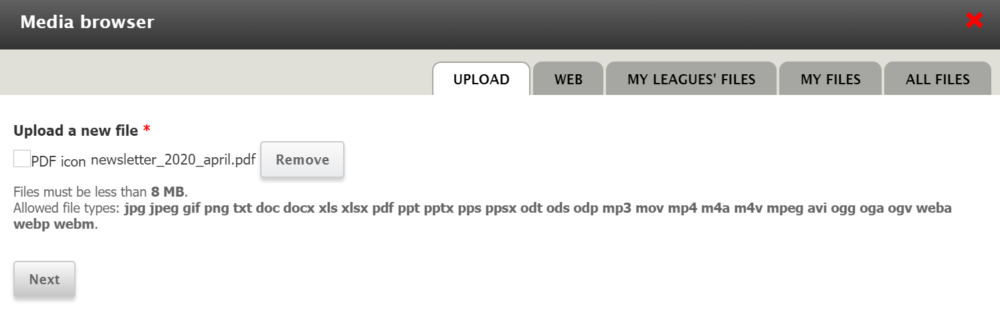 Media browser
UPLOAD WEB MY LEAGUES' FILES MY FILES ALL FILES
Upload a new file *
PDF icon newsletter_2020_april.pdf Remove
Files must be less than 8 MB.
Allowed file types: jpg jpeg gif png txt doc docx xls xlsx pdf ppt pptx pps ppsx odt ods odp mp3 mov mp4 m4a m4v mpeg avi ogg oga ogv weba
webp webm.
Next